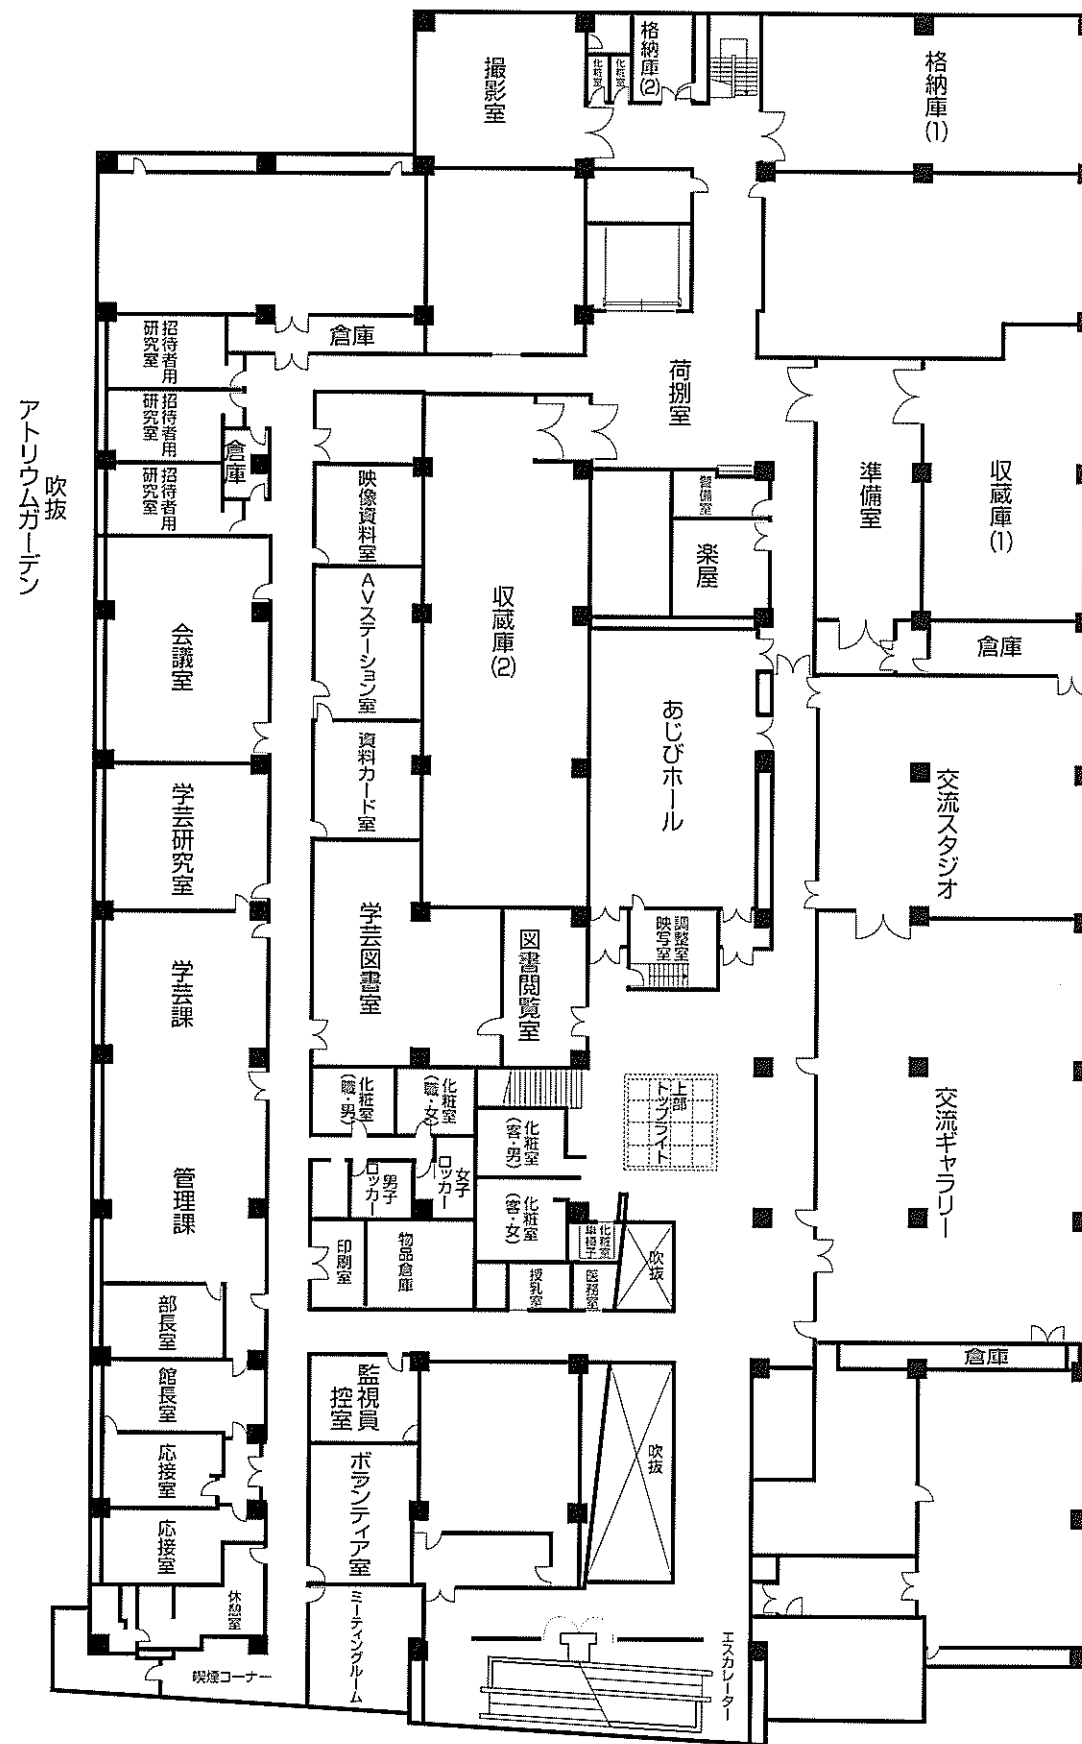 撮影室
化粧室
化粧室
格納庫(2)
格納庫(1)
倉庫
招待者用
研究室
招待者用
研究室
招待者用
研究室
倉庫
吹抜
アトリウムガーデン
荷捌室
映像資料室
AVステーション室
資料カード室
収蔵庫(2)
警備室
楽屋
準備室
収蔵庫(1)
倉庫
会議室
あじびホール
交流スタジオ
学芸研究室
学芸課
学芸図書室
図書閲覧室
調整室
映写室
上部
トップライト
交流ギャラリー
化粧室
(職・男)
化粧室
(職・女)
化粧室
(客・男)
化粧室
(客・女)
男子
ロッカー
女子
ロッカー
管理課
印刷室
物品倉庫
授乳室
医務室
化粧室
車椅子
吹抜
部長室
館長室
応接室
応接室
休憩室
喫煙コーナー
監視員
控室
ボランティア室
ミーティングルーム
吹抜
エスカレーター
倉庫